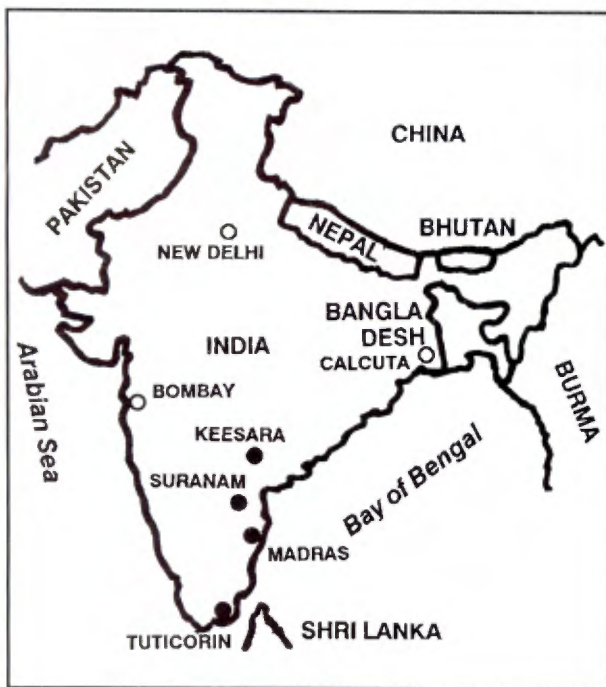 CHINA
PAKISTAN
NEPAL
BHUTAN
NEW DELHI
BANGLA
DESH
INDIA
CALCUTA
Arabian Sea
BOMBAY
BURMA
KEESARA
SURANAM
Bay of Bengal
MADRAS
TUTICORIN
SHRI LANKA